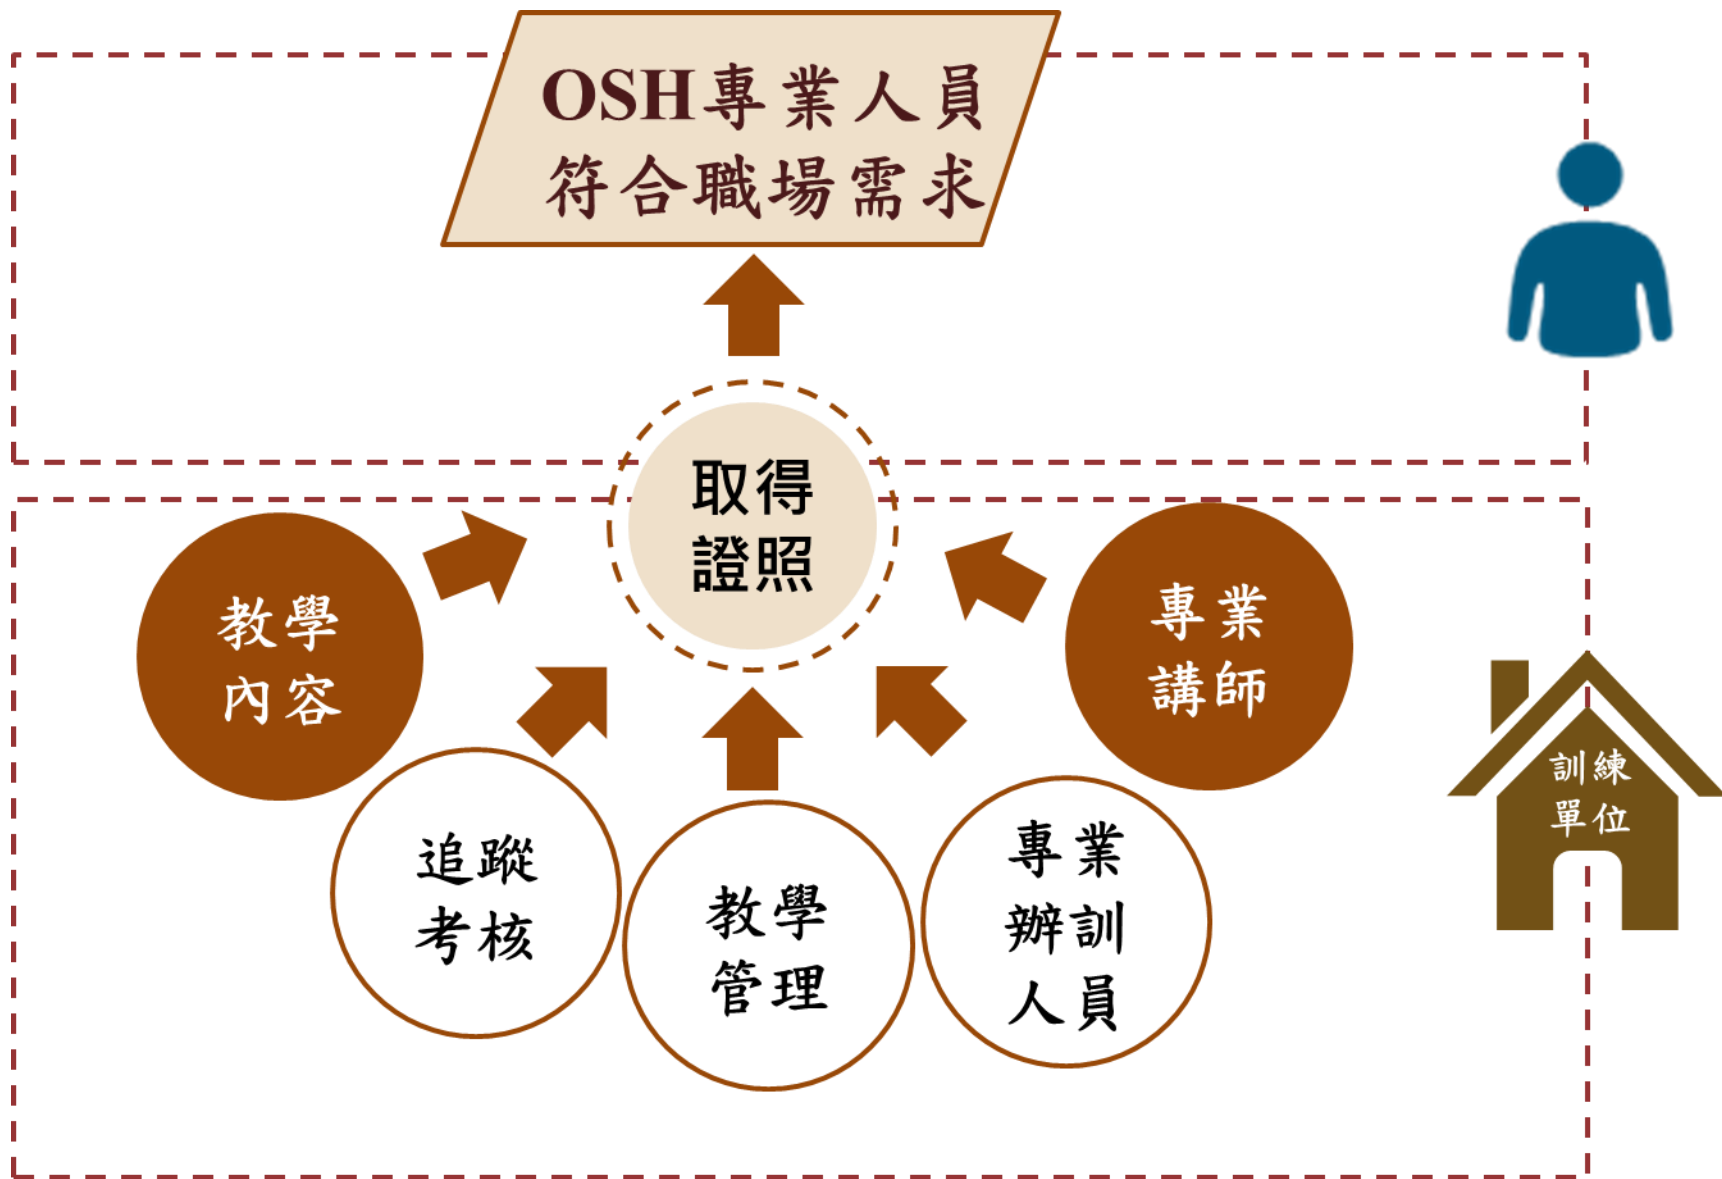 OSH專業人員
符合職場需求
取得
證照
教學
內容
專業
講師
追蹤
考核
教學
管理
專業
辦訓
人員
訓練
單位